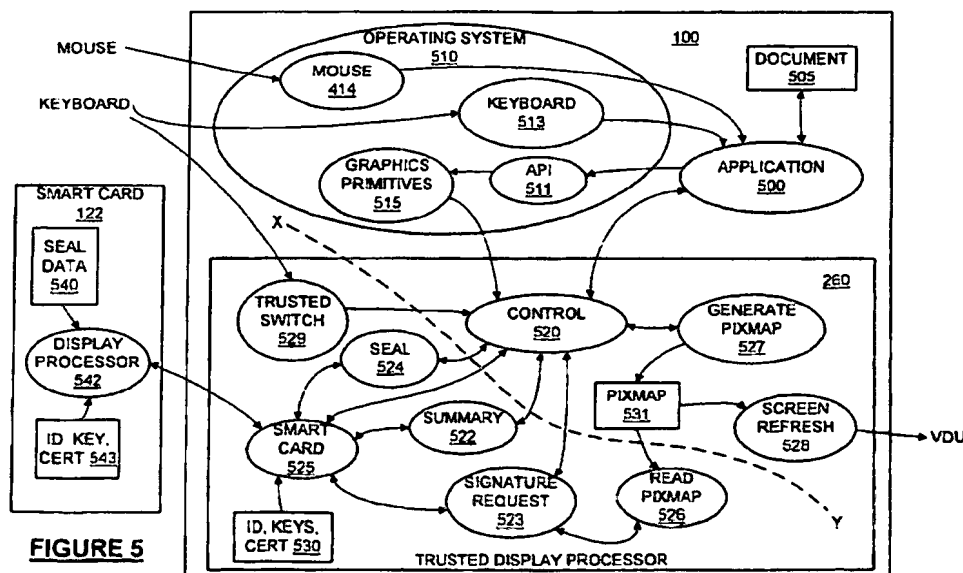 OPERATING SYSTEM
510
100
MOUSE
MOUSE
414
DOCUMENT
505
KEYBOARD
KEYBOARD
513
GRAPHICS
PRIMITIVES
515
API
511
APPLICATION
500
SMART CARD
122
SEAL
DATA
540
X
260
TRUSTED
SWITCH
529
CONTROL
520
GENERATE
PIXMAP
527
DISPLAY
PROCESSOR
542
SEAL
524
PIXMAP
531
SCREEN
REFRESH
528
VDU
ID, KEY,
CERT 543
SMART
CARD
525
SUMMARY
522
SIGNATURE
REQUEST
523
READ
PIXMAP
526
Y
ID, KEYS,
CERT 530
FIGURE 5
TRUSTED DISPLAY PROCESSOR